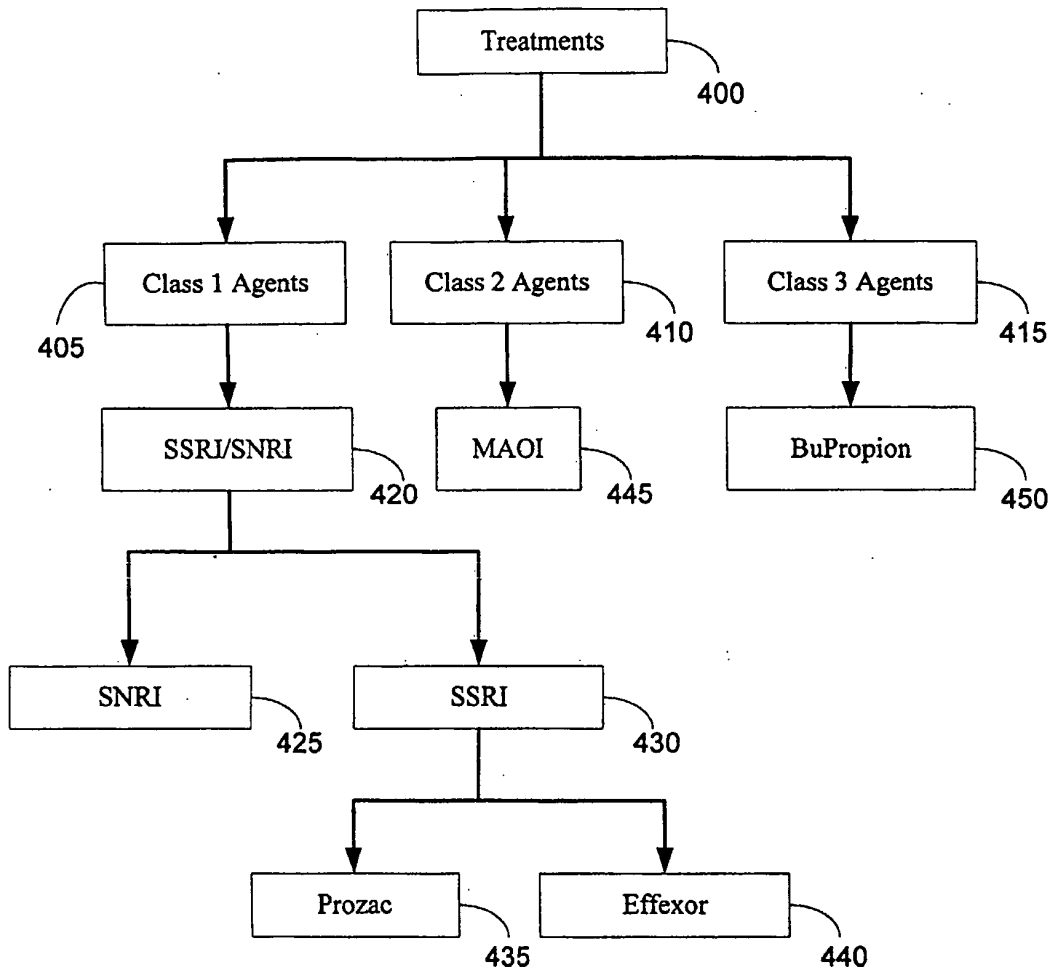 Treatments
400
Class 1 Agents
Class 2 Agents
Class 3 Agents
405
410
415
SSRI/SNRI
MAOI
BuPropion
420
445
450
SNRI
SSRI
425
430
Prozac
Effexor
435
440